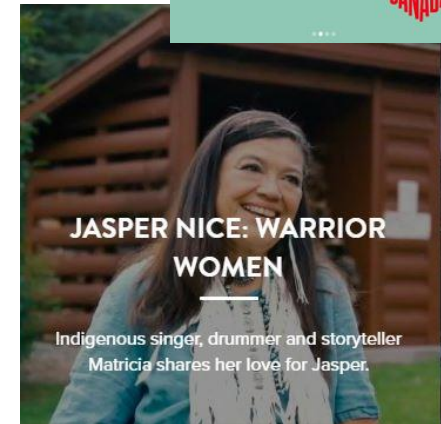 JASPER NICE: WARRIOR
WOMEN
Indigenous singer, drummer and storyteller
Matricia shares her love for Jasper.